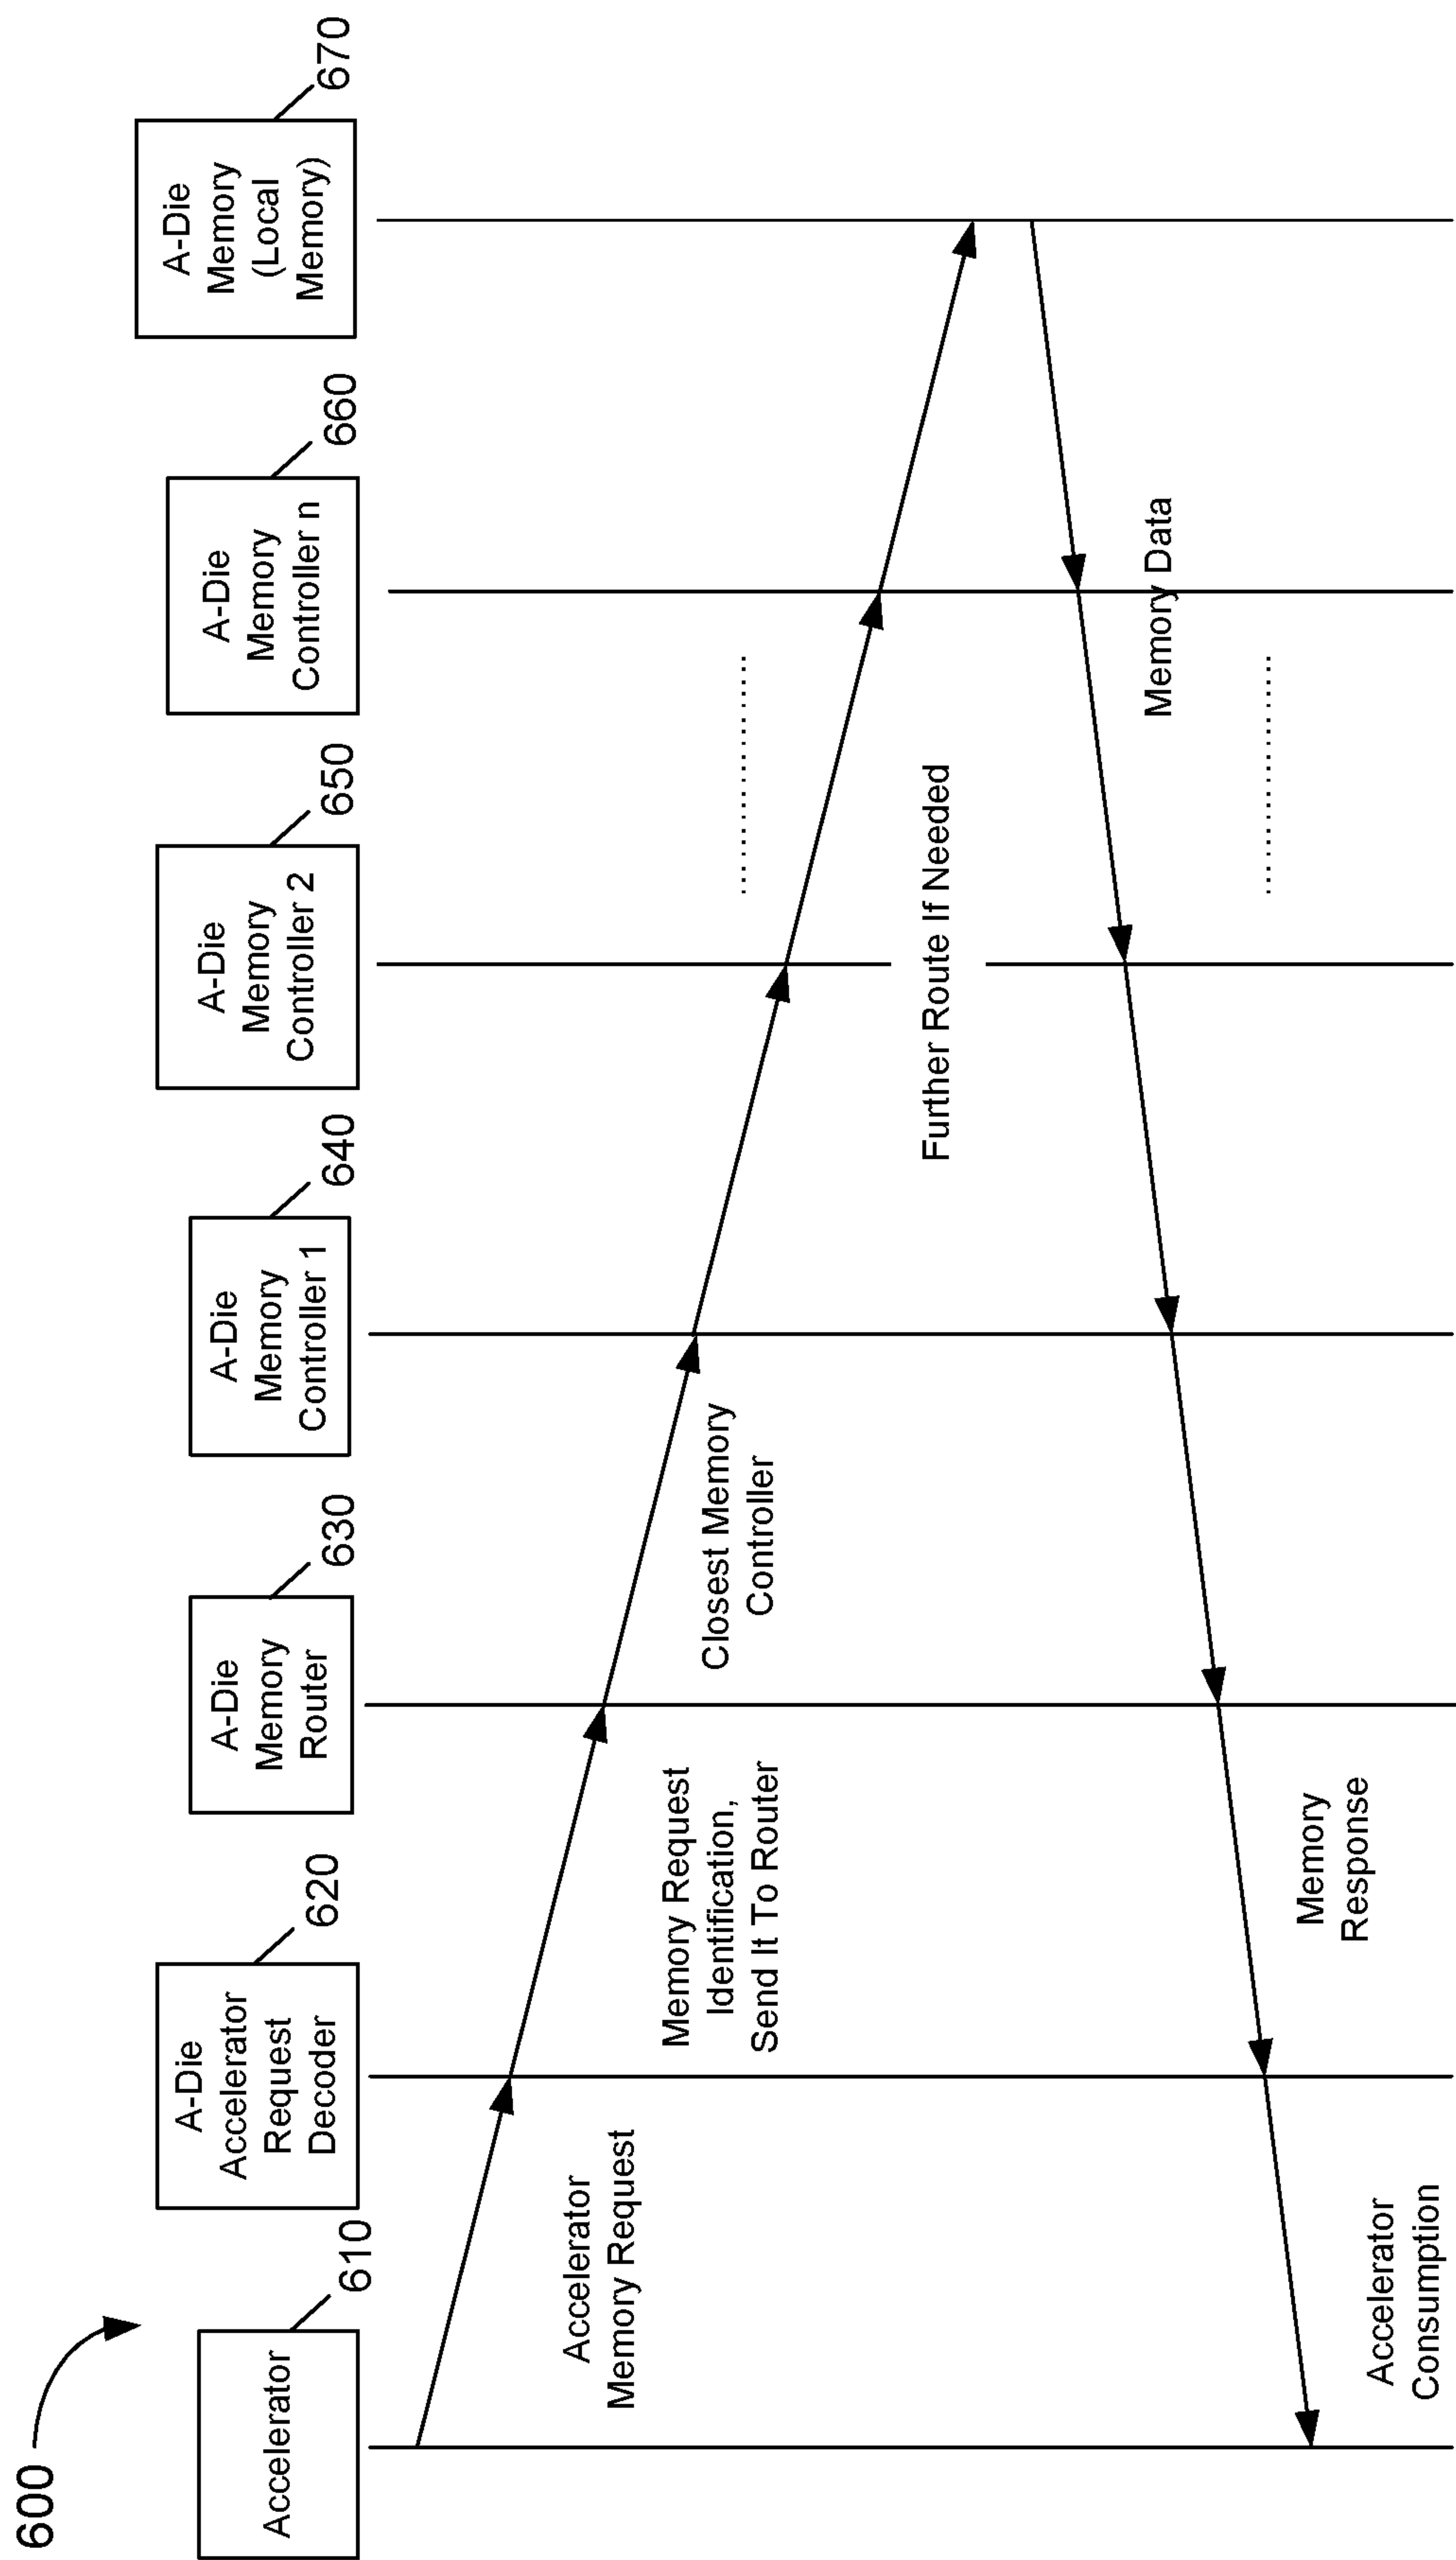 600
Accelerator
610
A-Die
Accelerator
Request
Decoder
620
A-Die
Memory
Router
630
A-Die
Memory
Controller 1
640
A-Die
Memory
Controller 2
650
A-Die
Memory
Controller n
660
A-Die
Memory
(Local
Memory)
670
Accelerator
Memory Request
Memory Request
Identification,
Send It To Router
Closest Memory
Controller
Further Route If Needed
Memory Data
Memory
Response
Accelerator
Consumption